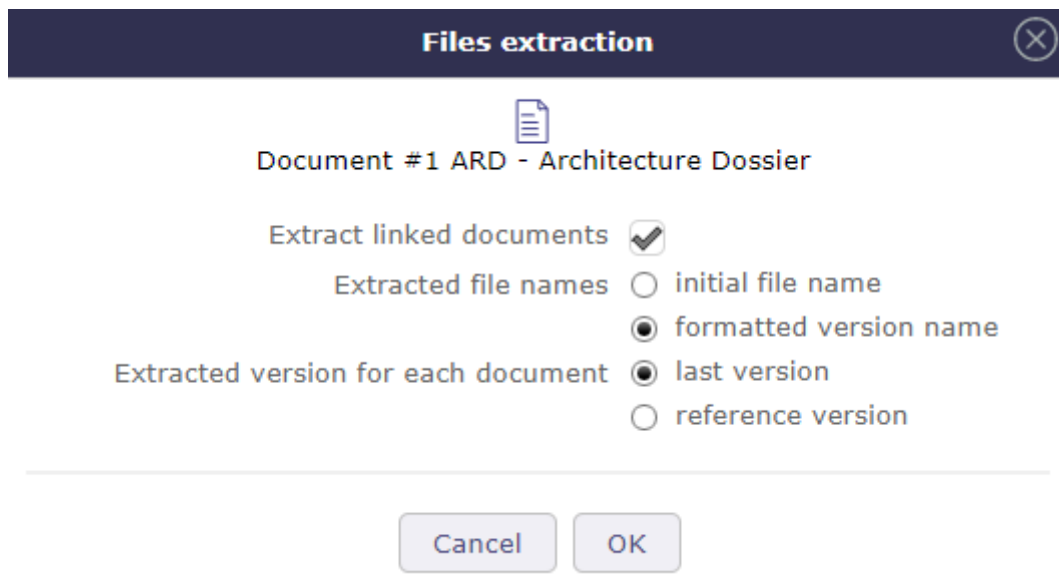 Files extraction
Document #1 ARD - Architecture Dossier
Extract linked documents
Extracted file names initial file name
formatted version name
Extracted version for each document last version
reference version
Cancel OK